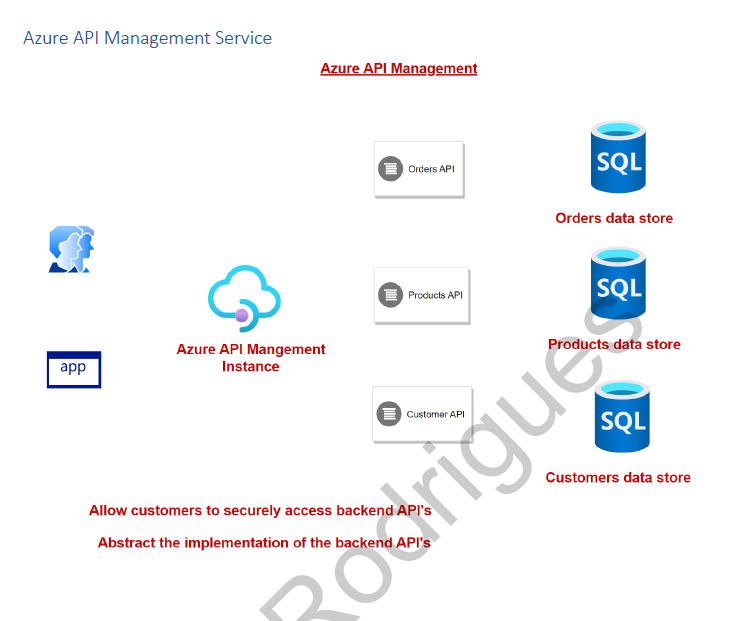 Azure API Management Service
Azure API Management
Orders API
SQL
Orders data store
Products API
SQL
Products data store
Azure API Mangement
Instance
app
Customer API
SQL
Customers data store
Allow customers to securely access backend API's
Abstract the implementation of the backend API's
Rodrigues